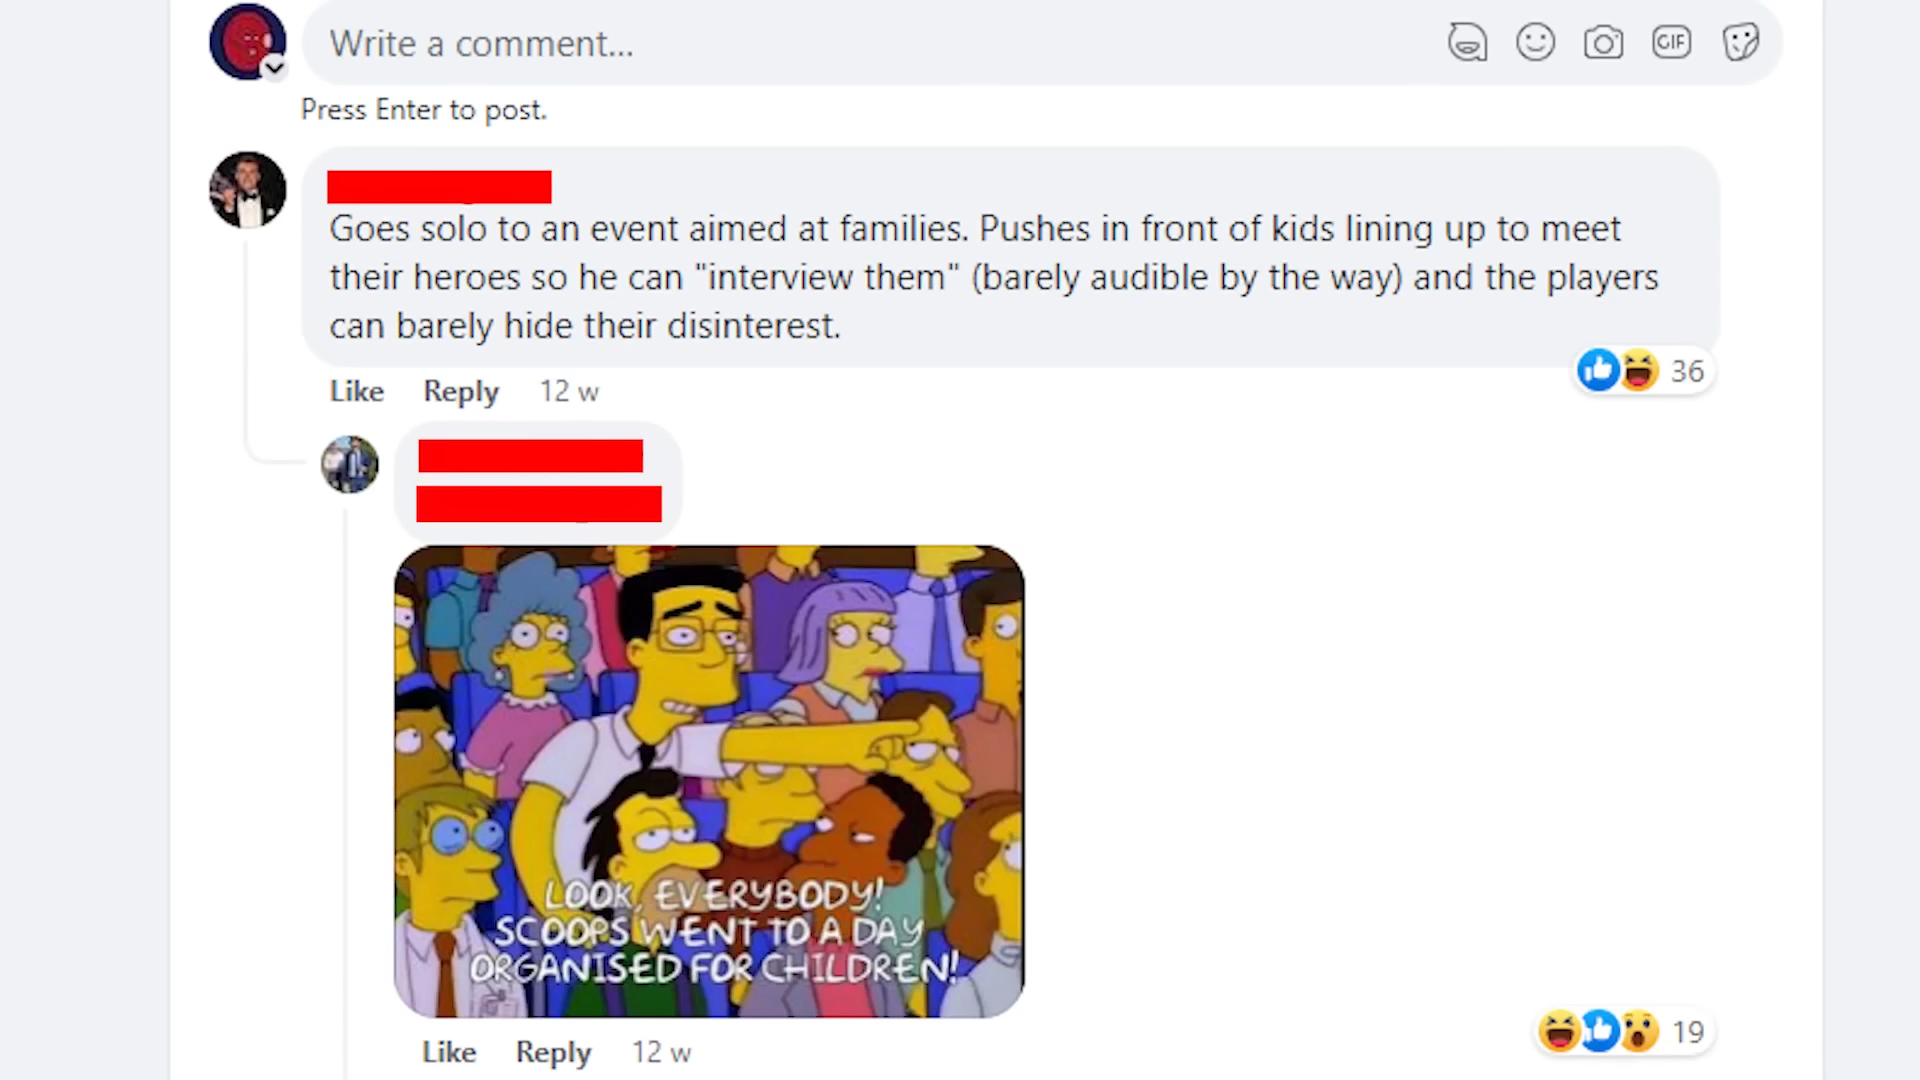 Write a comment...
GIF
Press Enter to post.
Goes solo to an event aimed at families. Pushes in front of kids lining up to meet
their heroes so he can "interview them" (barely audible by the way) and the players
can barely hide their disinterest.
36
Like Reply 12 w
LOOK, EVERYBODY!
SCOOPS WENT TO A DAY
ORGANISED FOR CHILDREN!
19
Like Reply 12 w